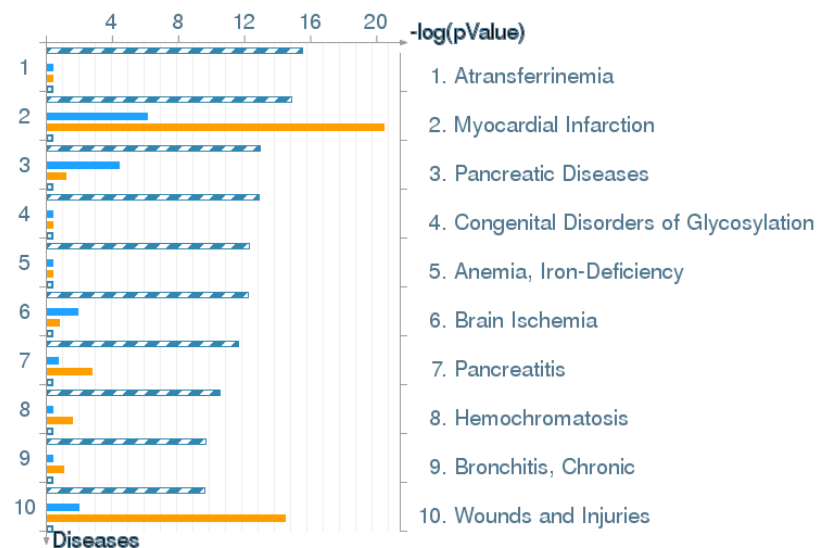 4 8 12 16 20
-log(pValue)
1
2
3
4
5
6
7
8
9
10
1. Atransferrinemia
2. Myocardial Infarction
3. Pancreatic Diseases
4. Congenital Disorders of Glycosylation
5. Anemia, Iron-Deficiency
6. Brain Ischemia
7. Pancreatitis
8. Hemochromatosis
9. Bronchitis, Chronic
10. Wounds and Injuries
Diseases